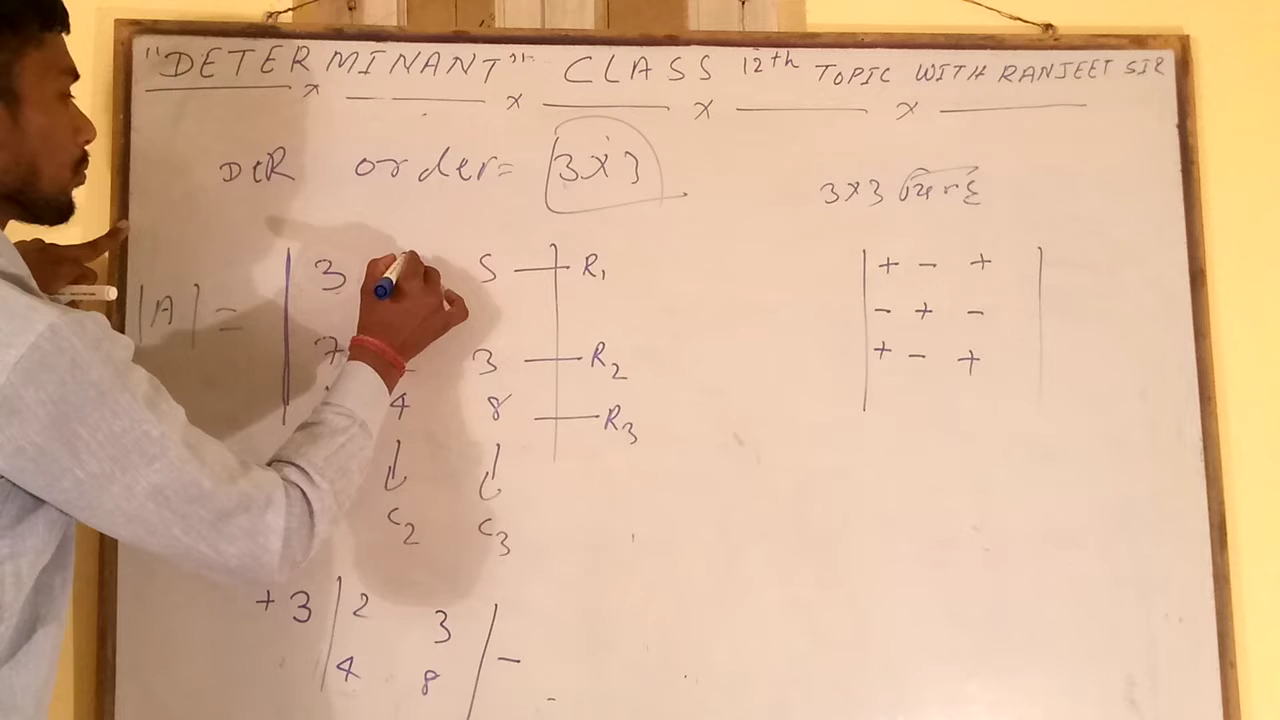 "DETERMINANT" CLASS 12th TOPIC WITH RANJEET SIR
x x x x
order= 3x3
3x3
|A| = | 3 5 | R1
7 3 R2
4 8 R3
C2 C3
+ - +
- + -
+ - +
+3 | 2 3 | -
4 8